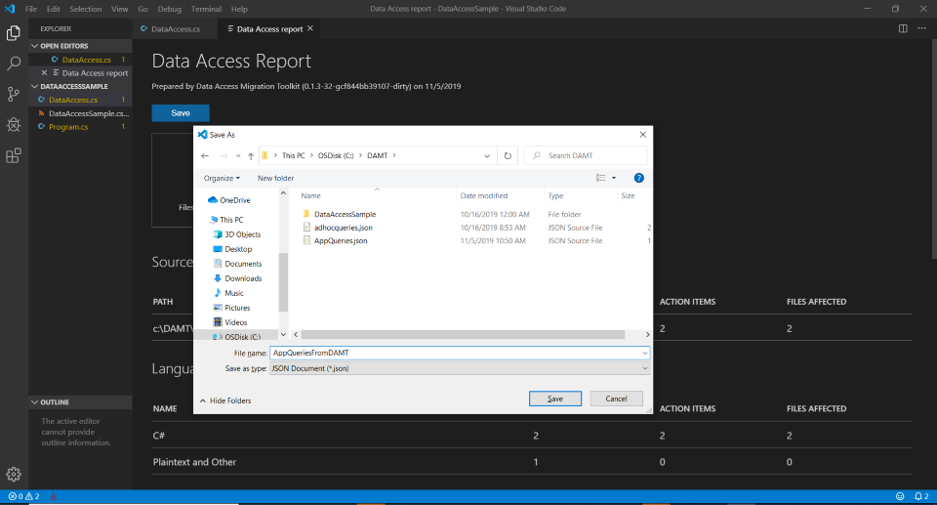 File Edit Selection View Go Debug Terminal Help
Data Access report - DataAccessSample - Visual Studio Code
EXPLORER
DataAccess.cs
Data Access report
OPEN EDITORS
DataAccess.cs 1
Data Access report
DATAACCESSSAMPLE
DataAccess.cs 1
DataAccessSample.cs...
Program.cs 1
OUTLINE
The active editor
cannot provide
outline information.
Data Access Report
Prepared by Data Access Migration Toolkit (0.1.3-32-gcf844bb39107-dirty) on 11/5/2019
Save
Files
Source
PATH ACTION ITEMS FILES AFFECTED
c:\DAMT\ 2 2
Langua
NAME ACTION ITEMS FILES AFFECTED
C# 2 2 2
Plaintext and Other 1 0 0
Save As
This PC > OSDisk (C:) > DAMT >
Search DAMT
Organize New folder
OneDrive
This PC
3D Objects
Desktop
Documents
Downloads
Music
Pictures
Videos
OSDisk (C:)
Name Date modified Type Size
DataAccessSample 10/16/2019 12:00 AM File folder
adhocqueries.json 10/16/2019 8:53 AM JSON Source File 2
AppQueries.json 11/5/2019 10:50 AM JSON Source File 1
File name: AppQueriesFromDAMT
Save as type: JSON Document (*.json)
Hide Folders
Save
Cancel
0 2
2